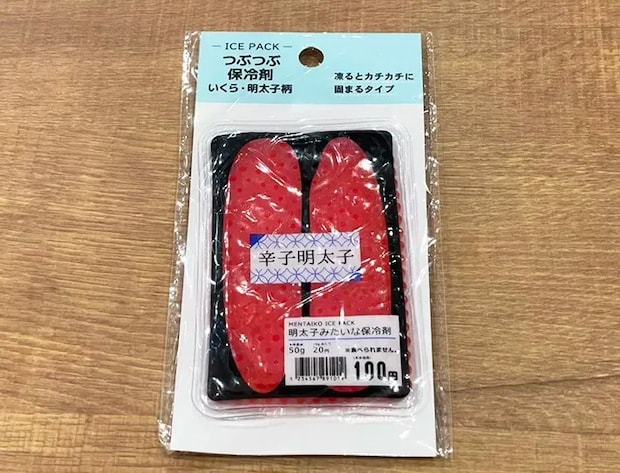 — ICE PACK —
つぶつぶ
保冷剤
いくら・明太子柄
凍るとカチカチに
固まるタイプ
辛子明太子
MENTAIKO ICE PACK
明太子みたいな保冷剤
50g 20円 ※食べられません。
100円